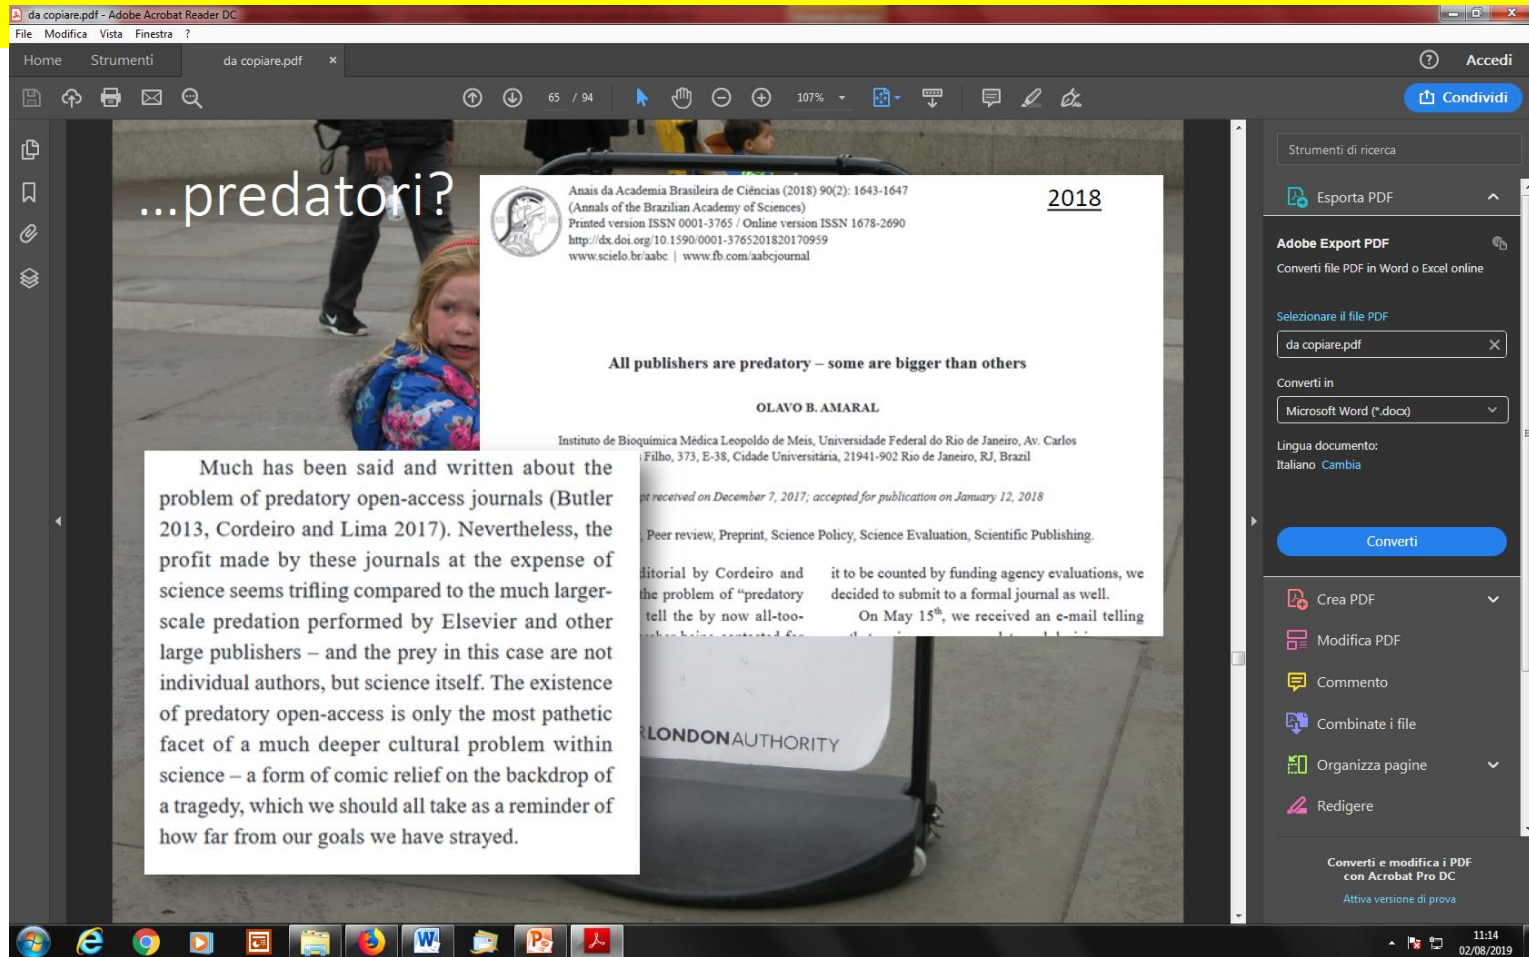 da copiare.pdf - Adobe Acrobat Reader DC
File Modifica Vista Finestra ?
Home Strumenti da copiare.pdf × Accedi
65 / 94 107% Condividi
...predatori?
Anais da Academia Brasileira de Ciências (2018) 90(2): 1643-1647
(Annals of the Brazilian Academy of Sciences)
Printed version ISSN 0001-3765 / Online version ISSN 1678-2690
http://dx.doi.org/10.1590/0001-3765201820170959
www.scielo.br/aabc | www.fb.com/aabcjournal
2018
All publishers are predatory – some are bigger than others
OLAVO B. AMARAL
Instituto de Bioquímica Médica Leopoldo de Meis, Universidade Federal do Rio de Janeiro, Av. Carlos
Filho, 373, E-38, Cidade Universitária, 21941-902 Rio de Janeiro, RJ, Brazil
received on December 7, 2017; accepted for publication on January 12, 2018
, Peer review, Preprint, Science Policy, Science Evaluation, Scientific Publishing.
by Cordeiro and
the problem of “predatory
tell the by now all-too-
it to be counted by funding agency evaluations, we
decided to submit to a formal journal as well.
On May 15th, we received an e-mail telling
Much has been said and written about the
problem of predatory open-access journals (Butler
2013, Cordeiro and Lima 2017). Nevertheless, the
profit made by these journals at the expense of
science seems trifling compared to the much larger-
scale predation performed by Elsevier and other
large publishers – and the prey in this case are not
individual authors, but science itself. The existence
of predatory open-access is only the most pathetic
facet of a much deeper cultural problem within
science – a form of comic relief on the backdrop of
a tragedy, which we should all take as a reminder of
how far from our goals we have strayed.
LONDONAUTHORITY
Strumenti di ricerca
Esporta PDF
Adobe Export PDF
Converti file PDF in Word o Excel online
Selezionare il file PDF
da copiare.pdf
Converti in
Microsoft Word (*.docx)
Lingua documento:
Italiano Cambia
Converti
Crea PDF
Modifica PDF
Commento
Combinate i file
Organizza pagine
Redigere
Converti e modifica i PDF
con Acrobat Pro DC
Attiva versione di prova
11:14
02/08/2019